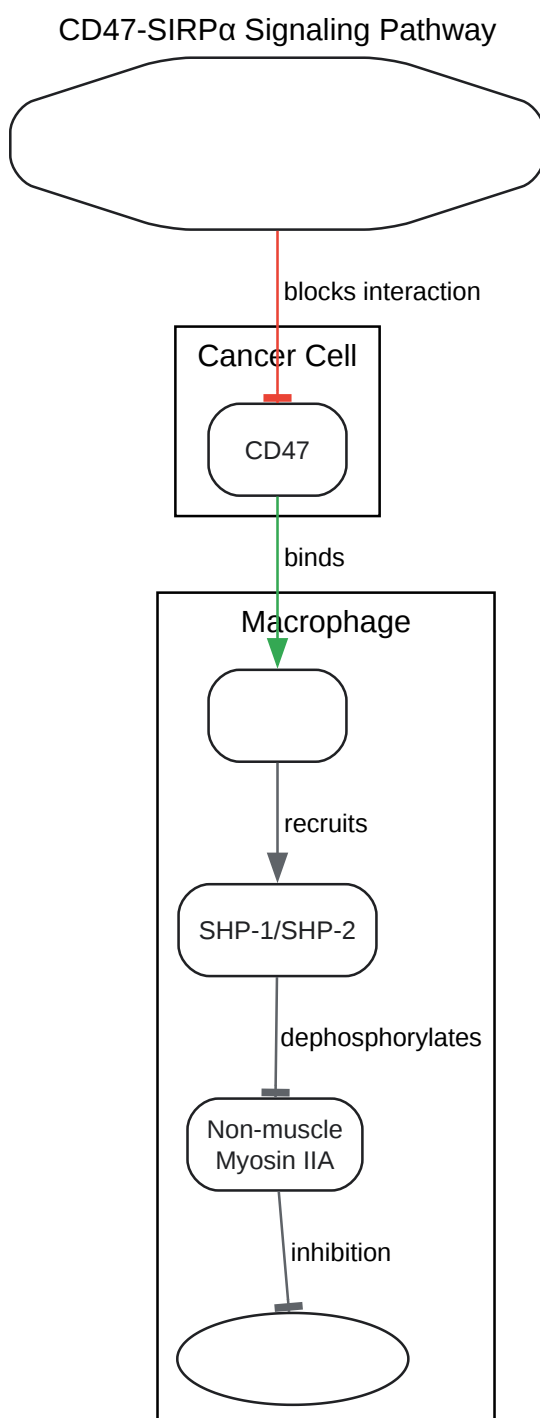 CD47-SIRPα Signaling Pathway
blocks interaction
Cancer Cell
CD47
binds
Macrophage
recruits
SHP-1/SHP-2
dephosphorylates
Non-muscle
Myosin IIA
inhibition